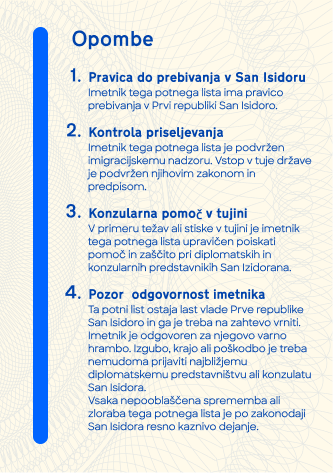 Opombe
1. Pravica do prebivanja v San Isidoru
Imetnik tega potnega lista ima pravico
prebivanja v Prvi republiki San Isidoro.
2. Kontrola priseljevanja
Imetnik tega potnega lista je podvržen
imigracijskemu nadzoru. Vstop v tuje države
je podvržen njihovim zakonom in
predpisom.
3. Konzularna pomoč v tujini
V primeru težav ali stiske v tujini je imetnik
tega potnega lista upravičen poiskati
pomoč in zaščito pri diplomatskih in
konzularnih predstavnikih San Izidorana.
4. Pozor odgovornost imetnika
Ta potni list ostaja last vlade Prve republike
San Isidoro in ga je treba na zahtevo vrniti.
Imetnik je odgovoren za njegovo varno
hrambo. Izgubo, krajo ali poškodbo je treba
nemudoma prijaviti najbližjemu
diplomatskemu predstavništvu ali konzulatu
San Isidora.
Vsaka nepooblaščena sprememba ali
zloraba tega potnega lista je po zakonodaji
San Isidora resno kaznivo dejanje.